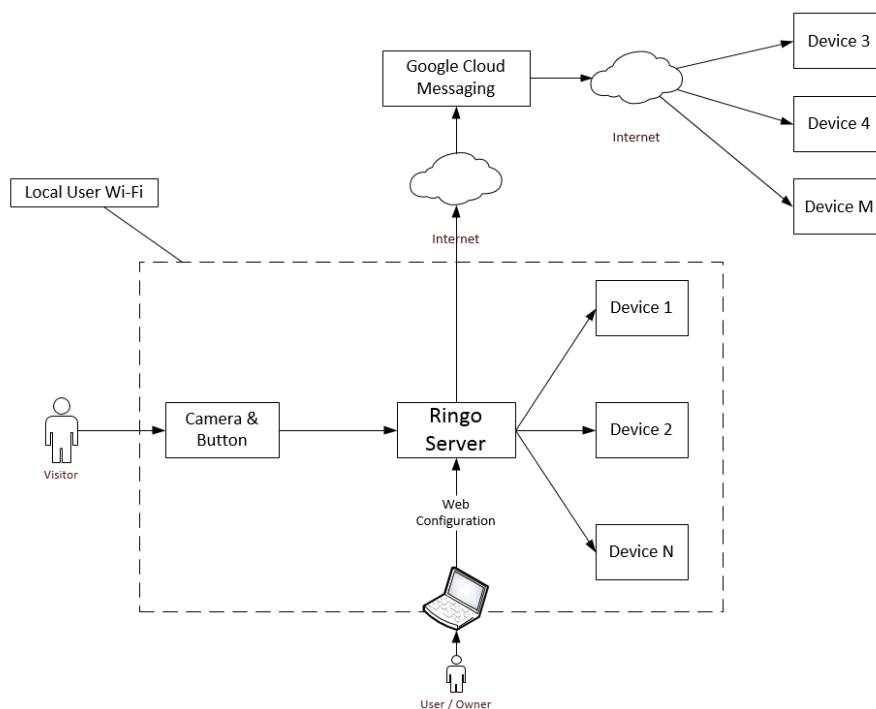 Device 3
Google Cloud
Messaging
Device 4
Internet
Local User Wi-Fi
Device M
Internet
Device 1
Camera &
Button
Ringo
Server
Device 2
Visitor
Web
Configuration
Device N
User / Owner